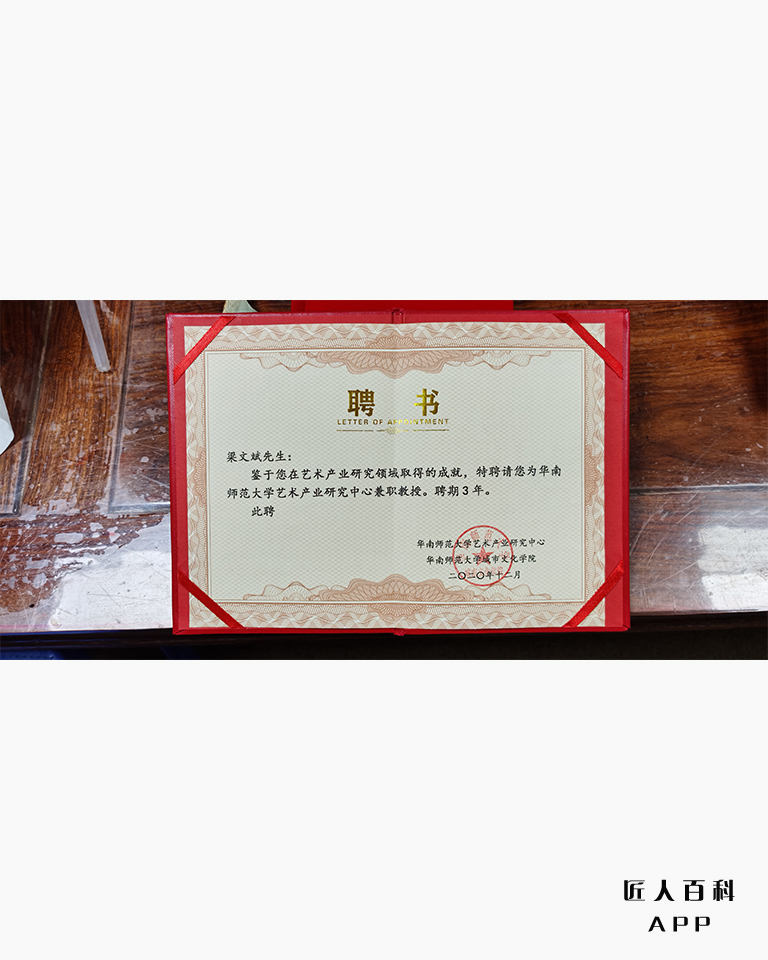 聘 书
LETTER OF APPOINTMENT
梁文斌先生：
鉴于您在艺术产业研究领域取得的成就，特聘请您为华南
师范大学艺术产业研究中心兼职教授。聘期3年。
此聘
华南师范大学艺术产业研究中心
华南师范大学城市文化学院
二〇二〇年十二月
匠人百科
APP